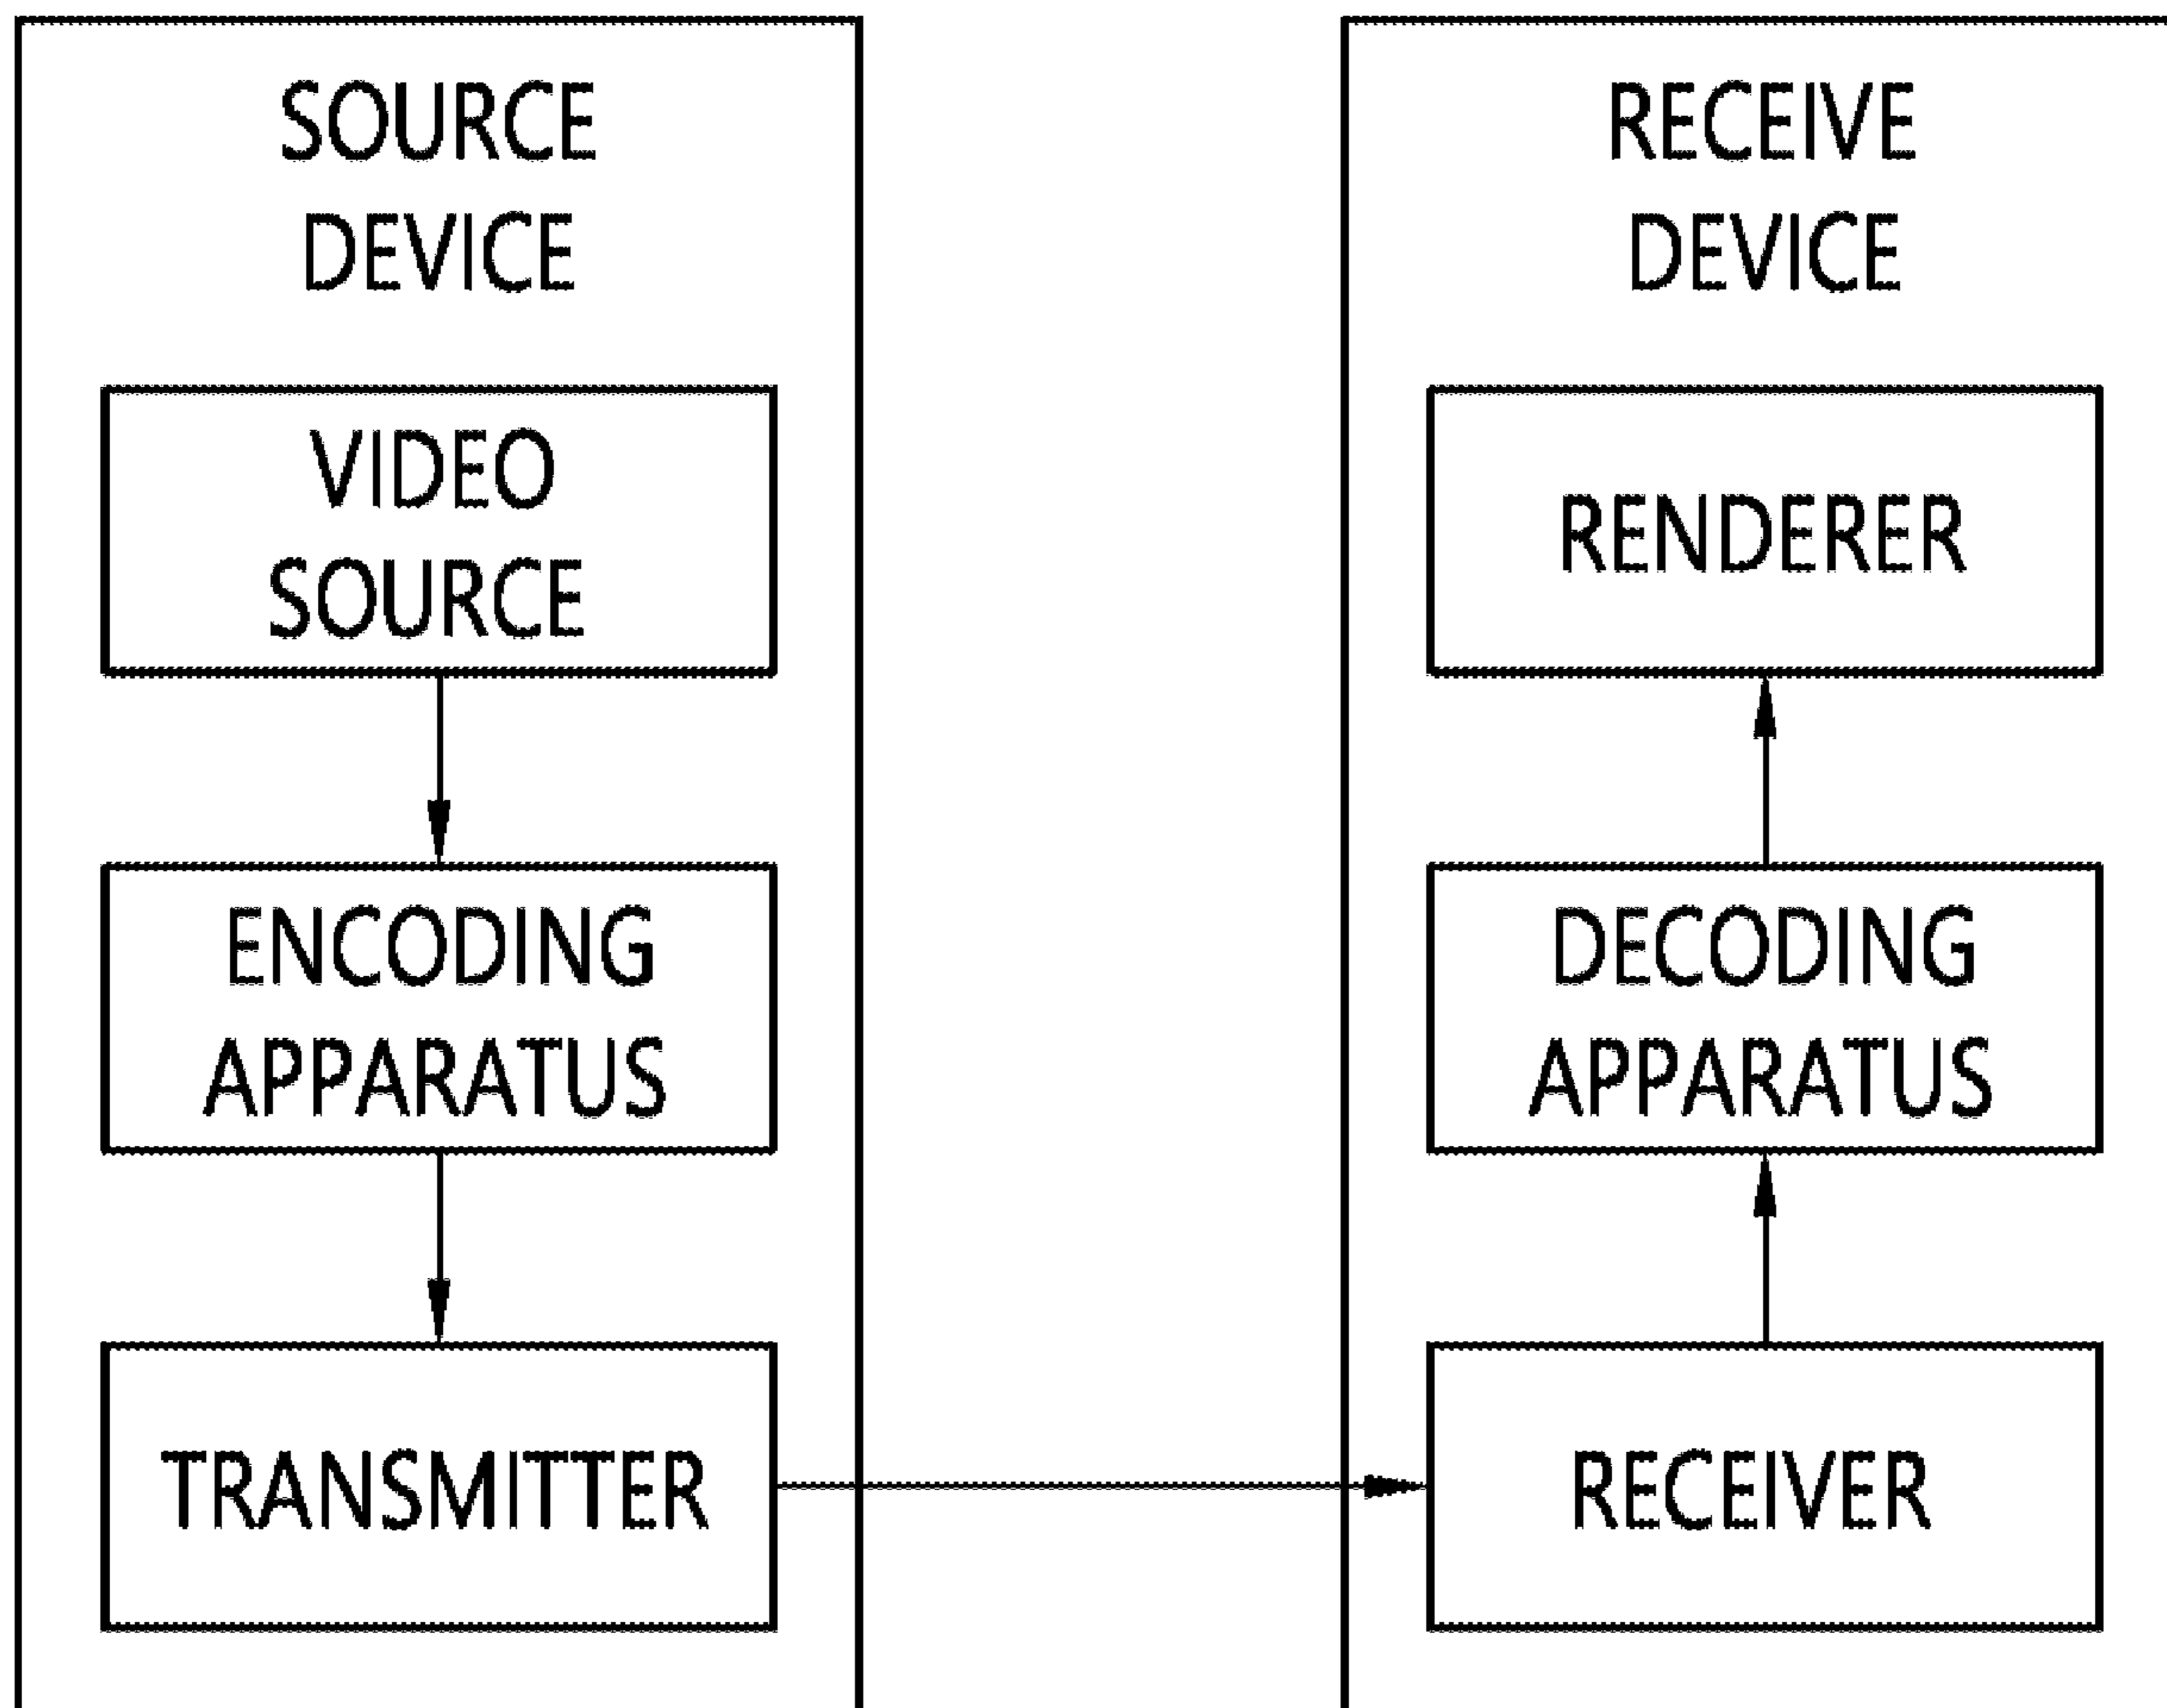 SOURCE
DEVICE
VIDEO
SOURCE
ENCODING
APPARATUS
TRANSMITTER
RECEIVE
DEVICE
RENDERER
DECODING
APPARATUS
RECEIVER